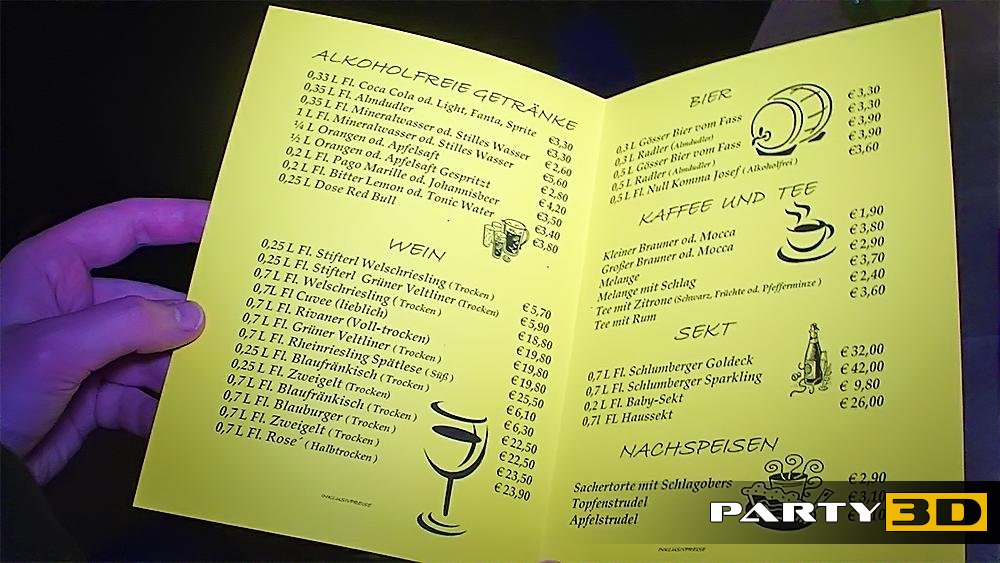 ALKOHOLFREIE GETRÄNKE
0,33 L Fl. Coca Cola od. Light, Fanta, Sprite €3,30
0,35 L Fl. Almdudler €3,30
0,35 L Fl. Mineralwasser od. Stilles Wasser €2,60
1 L Fl. Mineralwasser od. Stilles Wasser €5,60
¼ L Orangen od. Apfelsaft €2,80
½ L Orangen od. Apfelsaft Gespritzt €4,20
0,2 L Fl. Pago Marille od. Johannisbeer €3,50
0,2 L Fl. Bitter Lemon od. Tonic Water €3,40
0,25 L Dose Red Bull €3,80
WEIN
0,25 L Fl. Stifterl Welschriesling (Trocken) €5,70
0,25 L Fl. Stifterl Grüner Veltliner (Trocken) €5,90
0,7 L Fl. Welschriesling (Trocken) €18,80
0,7L Fl Cuvee (lieblich) €19,80
0,7 L Fl. Rivaner (Voll-trocken) €19,80
0,7 L Fl. Grüner Veltliner (Trocken) €19,80
0,7 L Fl. Rheinriesling Spätlese (Süß) €25,50
0,25 L Fl. Blaufränkisch (Trocken) €6,10
0,25 L Fl. Zweigelt (Trocken) €6,30
0,7 L Fl. Blaufränkisch (Trocken) €22,50
0,7 L Fl. Blauburger (Trocken) €22,50
0,7 L Fl. Zweigelt (Trocken) €23,50
0,7 L Fl. Rose´ (Halbtrocken) €23,90
INKLUSIVPREISE
BIER
0,3 L Gösser Bier vom Fass €3,30
0,3 L Radler (Almdudler) €3,30
0,5 L Gösser Bier vom Fass €3,90
0,5 L Radler (Almdudler) €3,90
0,5 L Fl. Null Komma Josef (Alkoholfrei) €3,60
KAFFEE UND TEE
Kleiner Brauner od. Mocca €1,90
Großer Brauner od. Mocca €3,80
Melange €2,90
Melange mit Schlag €3,70
Tee mit Zitrone (Schwarz, Früchte od. Pfefferminze) €2,40
Tee mit Rum €3,60
SEKT
0,7 L Fl. Schlumberger Goldeck €32,00
0,7 L Fl. Schlumberger Sparkling €42,00
0,2 L Fl. Baby-Sekt €9,80
0,7l Fl. Haussekt €26,00
NACHSPEISEN
Sachertorte mit Schlagobers €2,90
Topfenstrudel €3,10
Apfelstrudel
INKLUSIVPREISE
PARTY3D